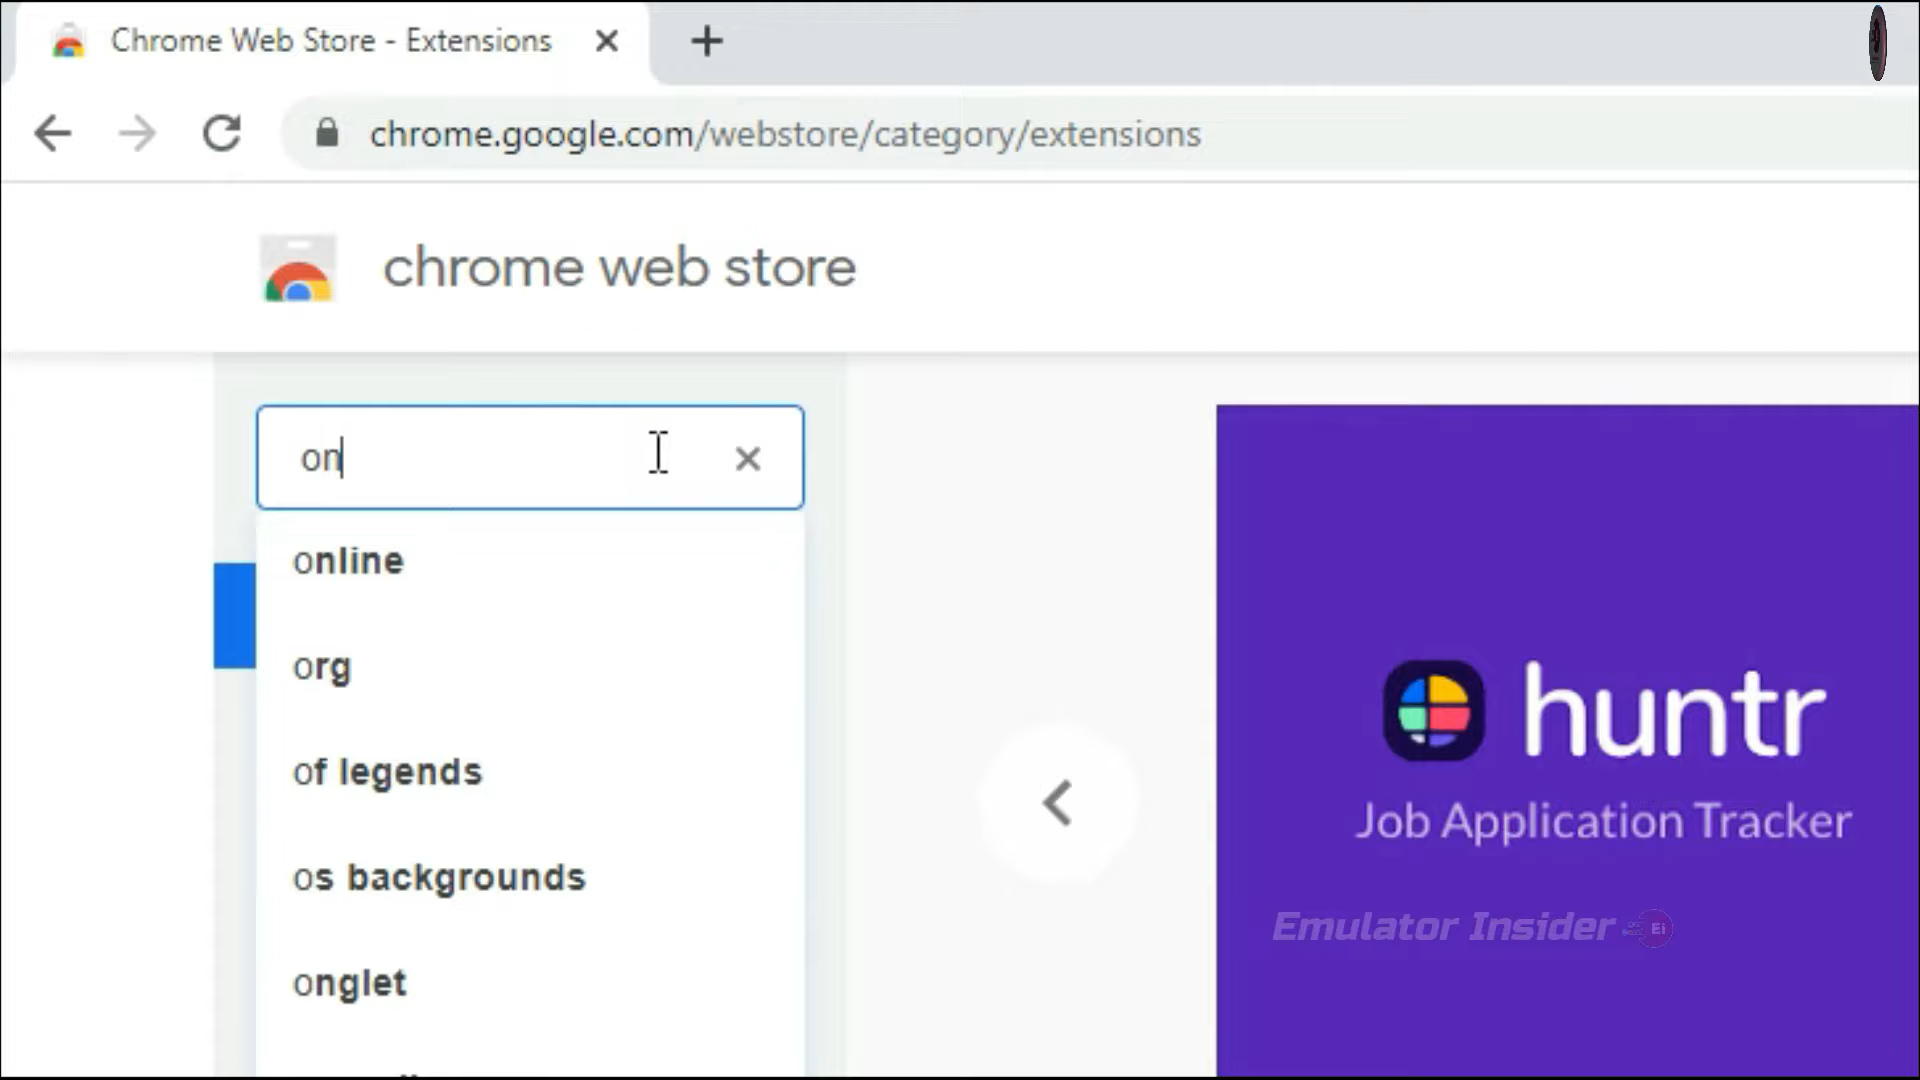 Chrome Web Store - Extensions
chrome.google.com/webstore/category/extensions
chrome web store
on
online
org
of legends
os backgrounds
onglet
huntr
Job Application Tracker
Emulator Insider Ei